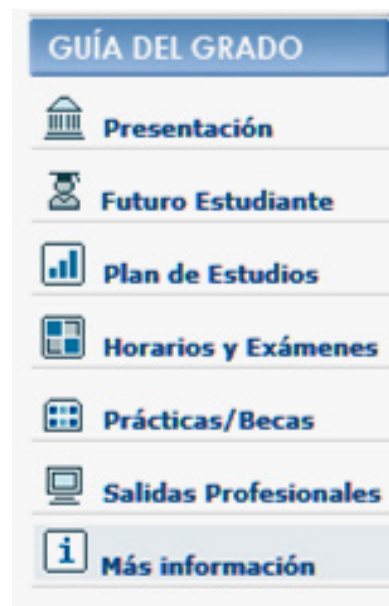 GUÍA DEL GRADO
Presentación
Futuro Estudiante
Plan de Estudios
Horarios y Exámenes
Prácticas/Becas
Salidas Profesionales
Más información